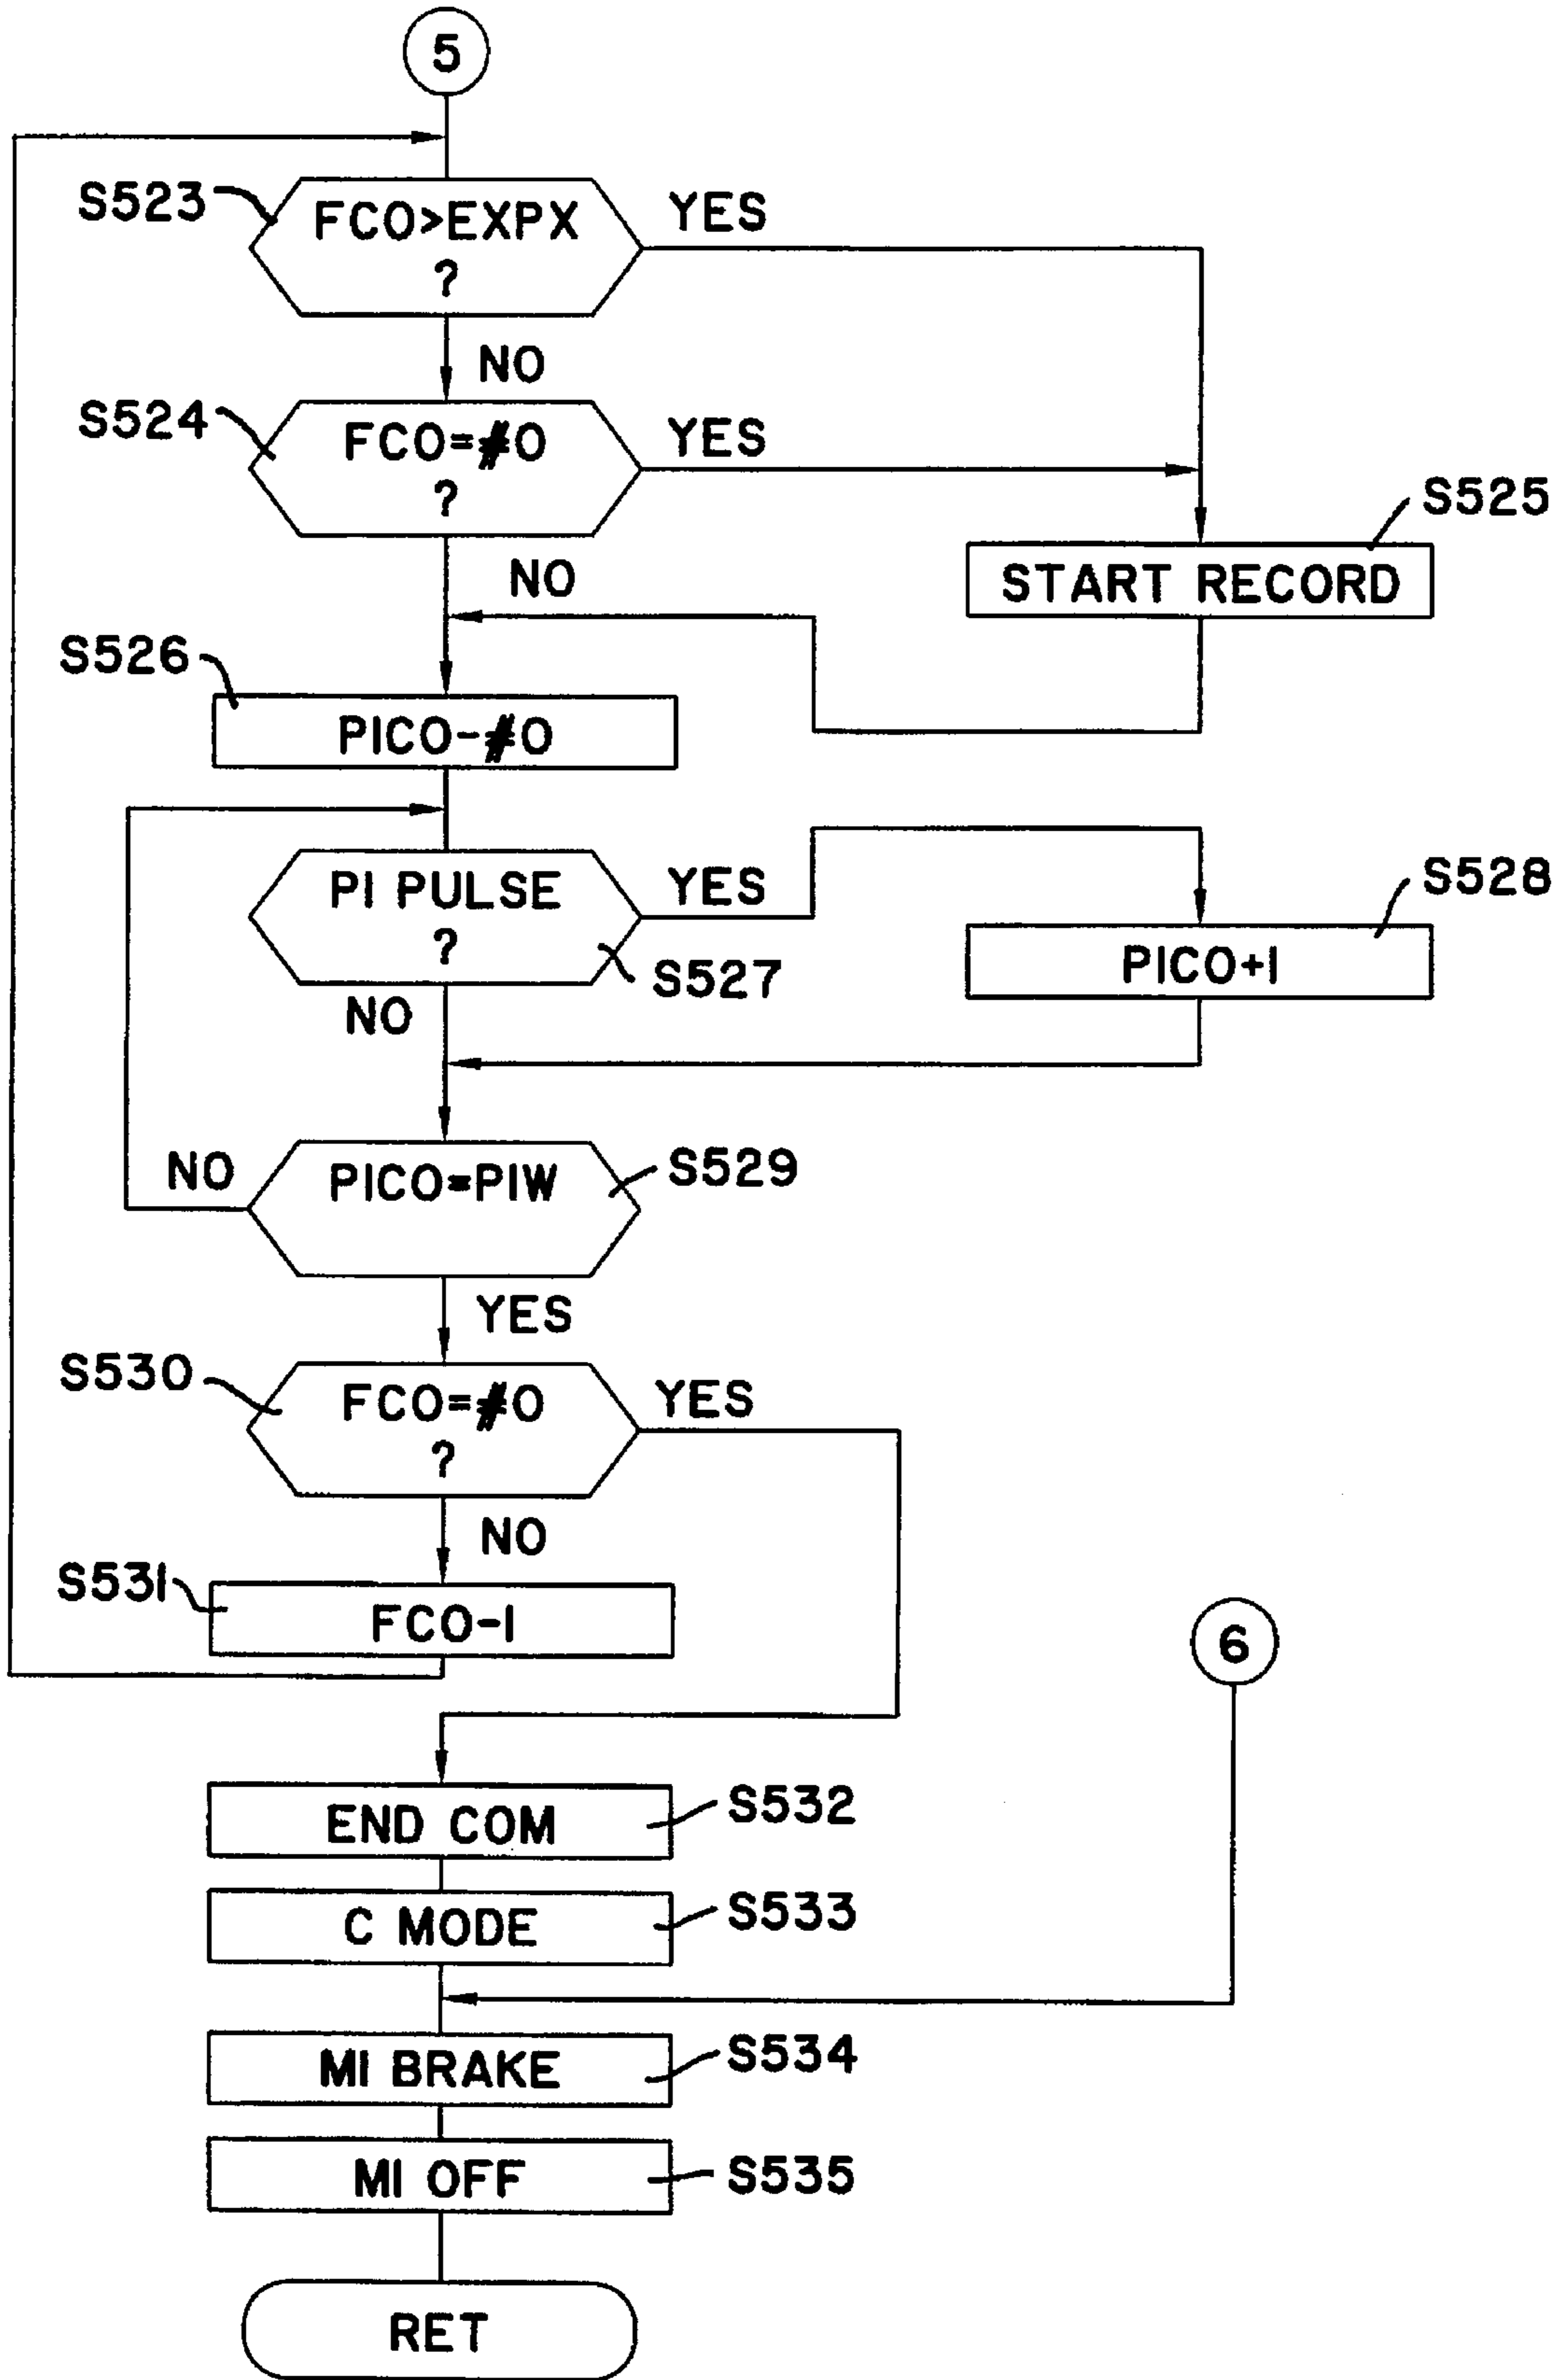 5
S523
FCO>EXPX
?
YES
NO
S524
FCO=#0
?
YES
NO
S525
START RECORD
S526
PICO-#0
PI PULSE
?
YES
S527
NO
S528
PICO+1
NO
PICO=PIW
S529
YES
S530
FCO=#0
?
YES
NO
S531
FCO-1
6
END COM
S532
C MODE
S533
MI BRAKE
S534
MI OFF
S535
RET